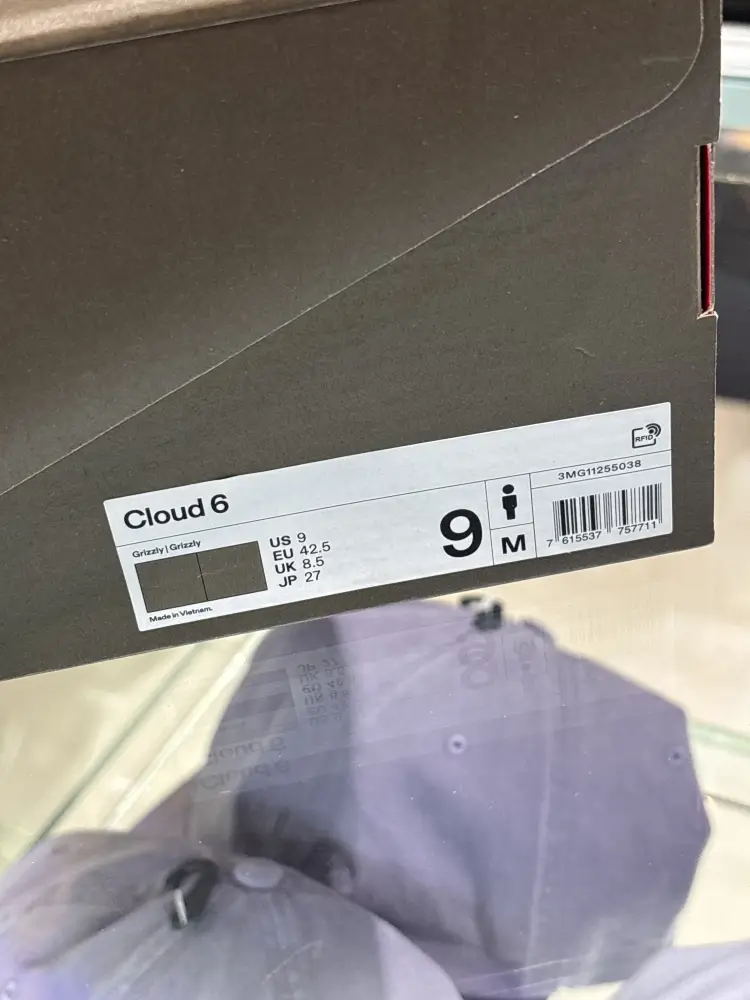 RFID
Cloud 6
3MG11255038
Grizzly | Grizzly
US 9
EU 42.5
UK 8.5
JP 27
9
M
7 615537 757711
Made in Vietnam.